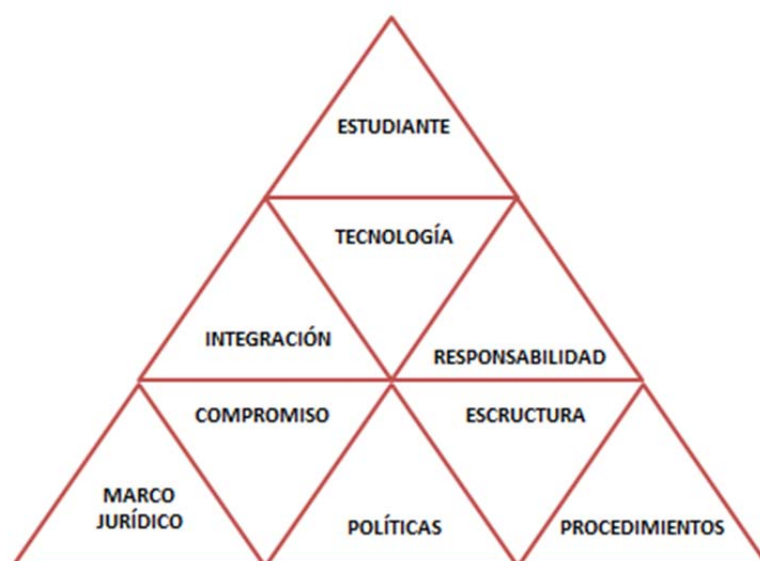 ESTUDIANTE
TECNOLOGÍA
INTEGRACIÓN
RESPONSABILIDAD
COMPROMISO
ESCRUCTURA
MARCO
JURÍDICO
POLÍTICAS
PROCEDIMIENTOS